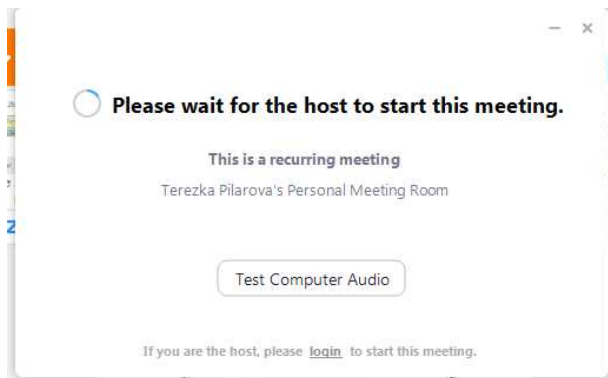 Please wait for the host to start this meeting.
This is a recurring meeting
Terezka Pilarova's Personal Meeting Room
Test Computer Audio
If you are the host, please login to start this meeting.